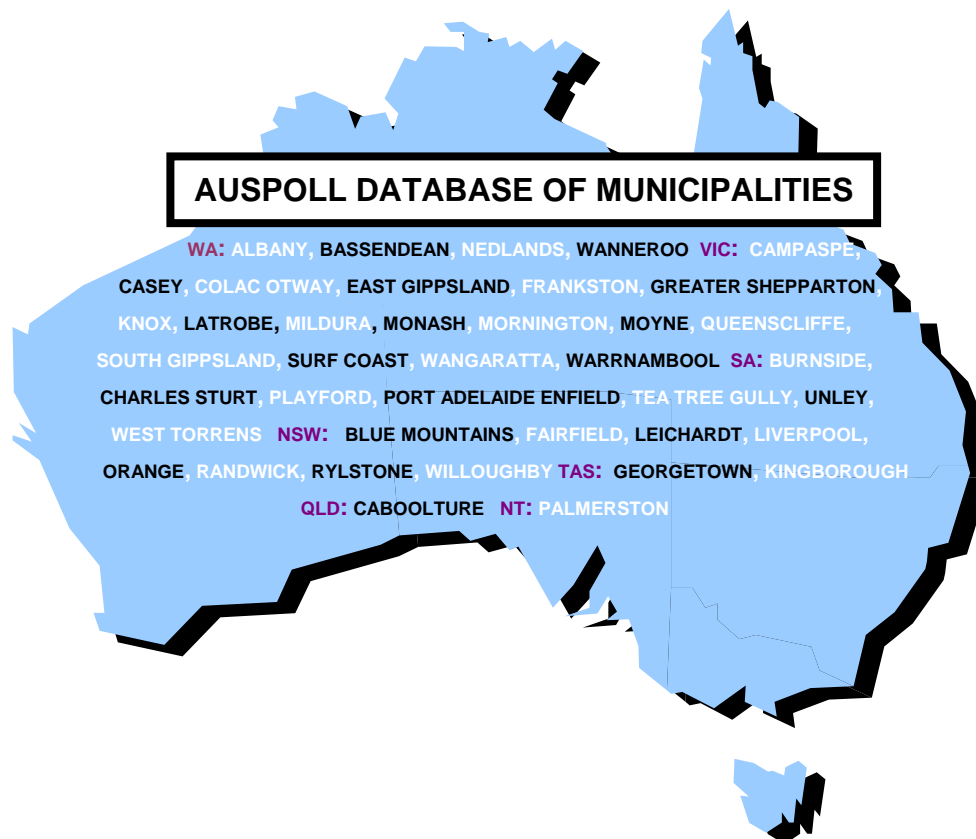 AUSPOLL DATABASE OF MUNICIPALITIES
WA: ALBANY, BASSENDEAN, NEDLANDS, WANNEROO VIC: CAMPASPE,
CASEY, COLAC OTWAY, EAST GIPPSLAND, FRANKSTON, GREATER SHEPPARTON,
KNOX, LATROBE, MILDURA, MONASH, MORNINGTON, MOYNE, QUEENSCLIFFE,
SOUTH GIPPSLAND, SURF COAST, WANGARATTA, WARRNAMBOOL SA: BURNSIDE,
CHARLES STURT, PLAYFORD, PORT ADELAIDE ENFIELD, TEA TREE GULLY, UNLEY,
WEST TORRENS NSW: BLUE MOUNTAINS, FAIRFIELD, LEICHARDT, LIVERPOOL,
ORANGE, RANDWICK, RYLSTONE, WILLOUGHBY TAS: GEORGETOWN, KINGBOROUGH
QLD: CABOOLTURE NT: PALMERSTON